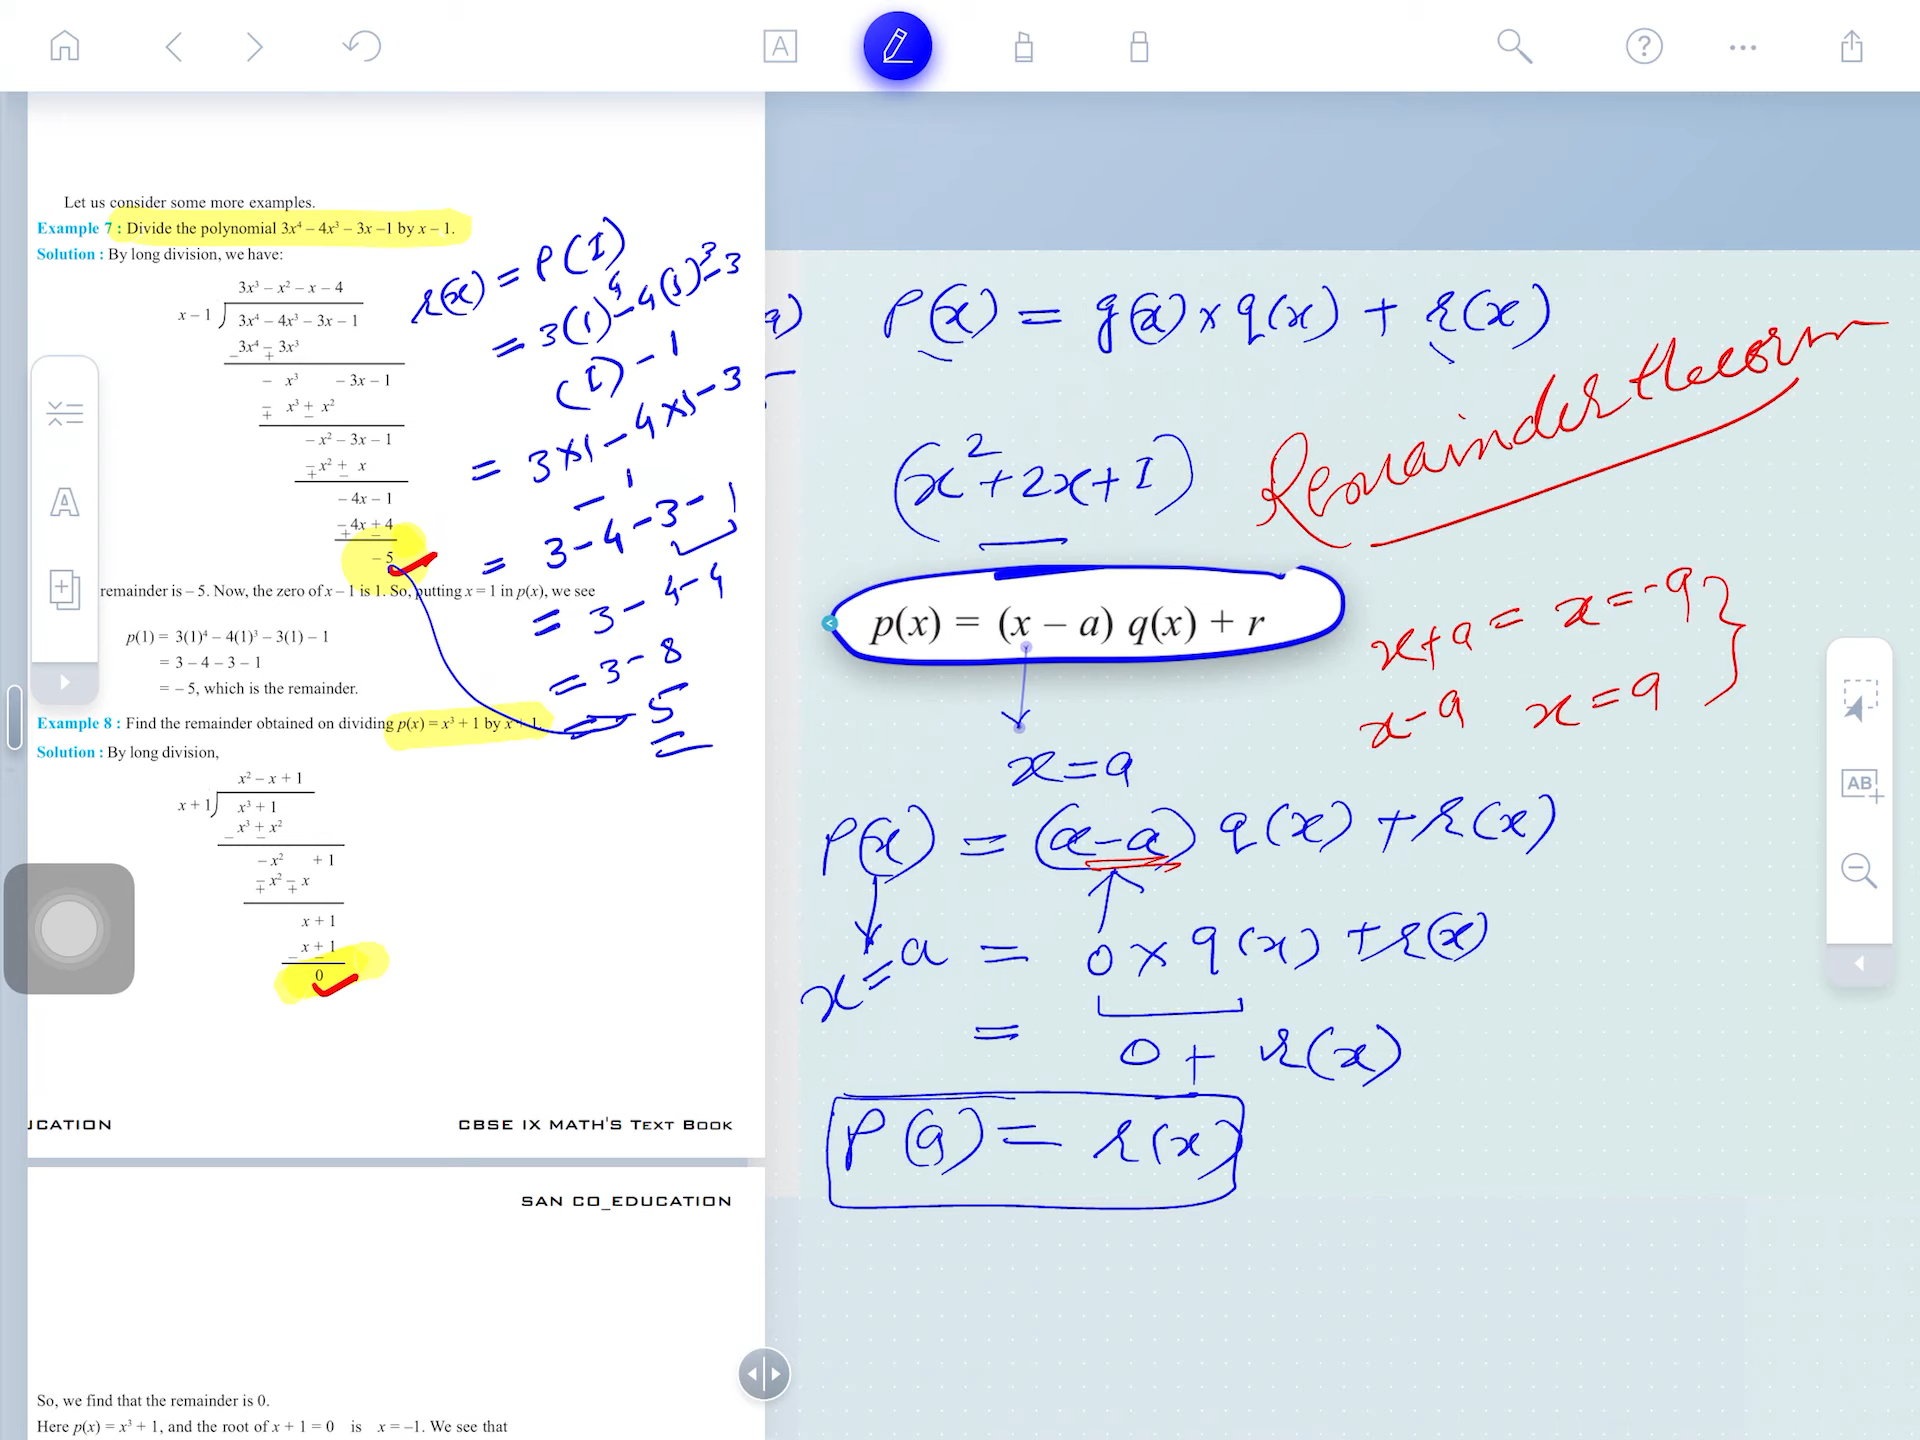 A
Let us consider some more examples.
Example 7 : Divide the polynomial 3x⁴ – 4x³ – 3x –1 by x – 1.
Solution : By long division, we have:
3x³ – x² – x – 4
x – 1 3x⁴ – 4x³ – 3x – 1
3x⁴ – 3x³
– +
– x³ – 3x – 1
– x³ + x²
+ –
– x² – 3x – 1
– x² + x
+ –
– 4x – 1
– 4x + 4
+ –
– 5
remainder is – 5. Now, the zero of x – 1 is 1. So, putting x = 1 in p(x), we see
p(1) = 3(1)⁴ – 4(1)³ – 3(1) – 1
= 3 – 4 – 3 – 1
= – 5, which is the remainder.
Example 8 : Find the remainder obtained on dividing p(x) = x³ + 1 by x + 1.
Solution : By long division,
x² – x + 1
x + 1 x³ + 1
x³ + x²
– –
– x² + 1
– x² – x
+ +
x + 1
x + 1
– –
0
UCATION CBSE IX MATH'S TEXT BOOK
SAN CO_EDUCATION
So, we find that the remainder is 0.
Here p(x) = x³ + 1, and the root of x + 1 = 0 is x = –1. We see that
r(x) = P(1)
= 3(1)⁴ – 4(1)³ – 3
(1) – 1
= 3×1 – 4×1 – 3
– 1
= 3 – 4 – 3 – 1
= 3 – 4 – 4
= 3 – 8
= – 5
a)
P(x) = g(x) × q(x) + r(x)
Remainder theorm
(x² + 2x + 1)
p(x) = (x – a) q(x) + r
x + a = x = -a
x – a x = a
x = a
P(x) = (x – a) q(x) + r(x)
x = a = 0 × q(x) + r(x)
= 0 + r(x)
P(a) = r(x)
A
AB